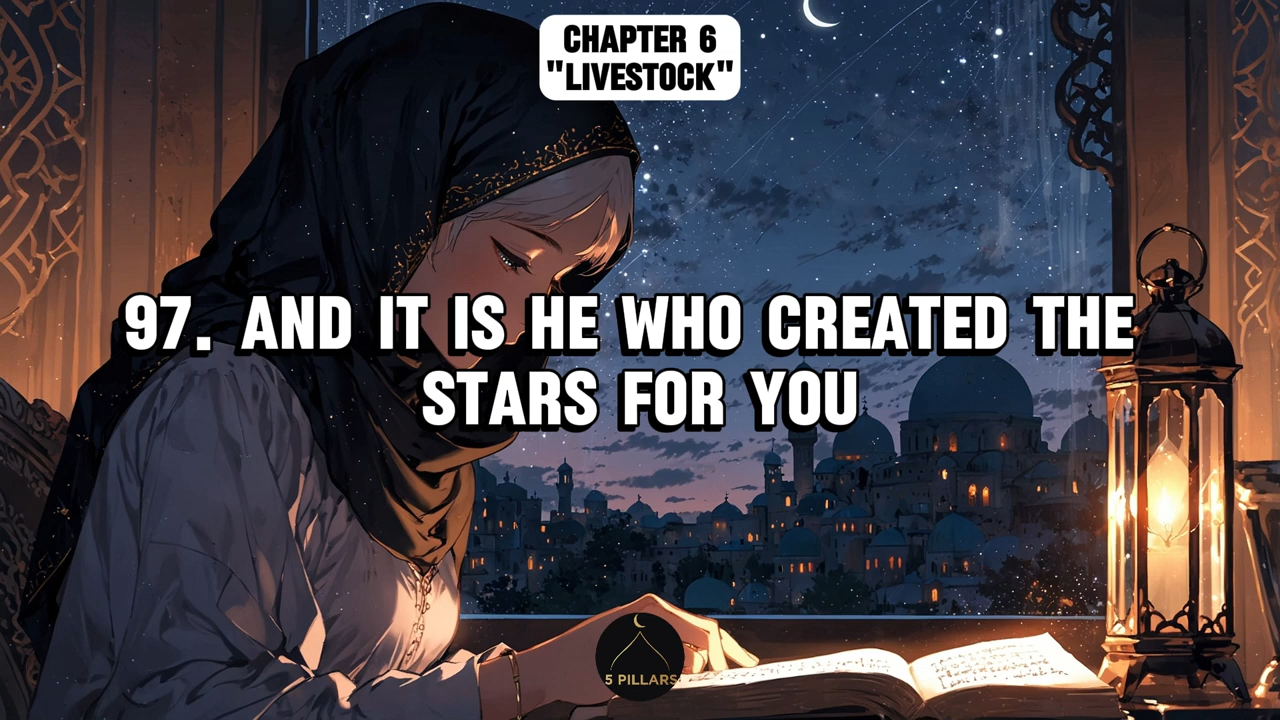 CHAPTER 6
"LIVESTOCK"
97. AND IT IS HE WHO CREATED THE
STARS FOR YOU
5 PILLARS